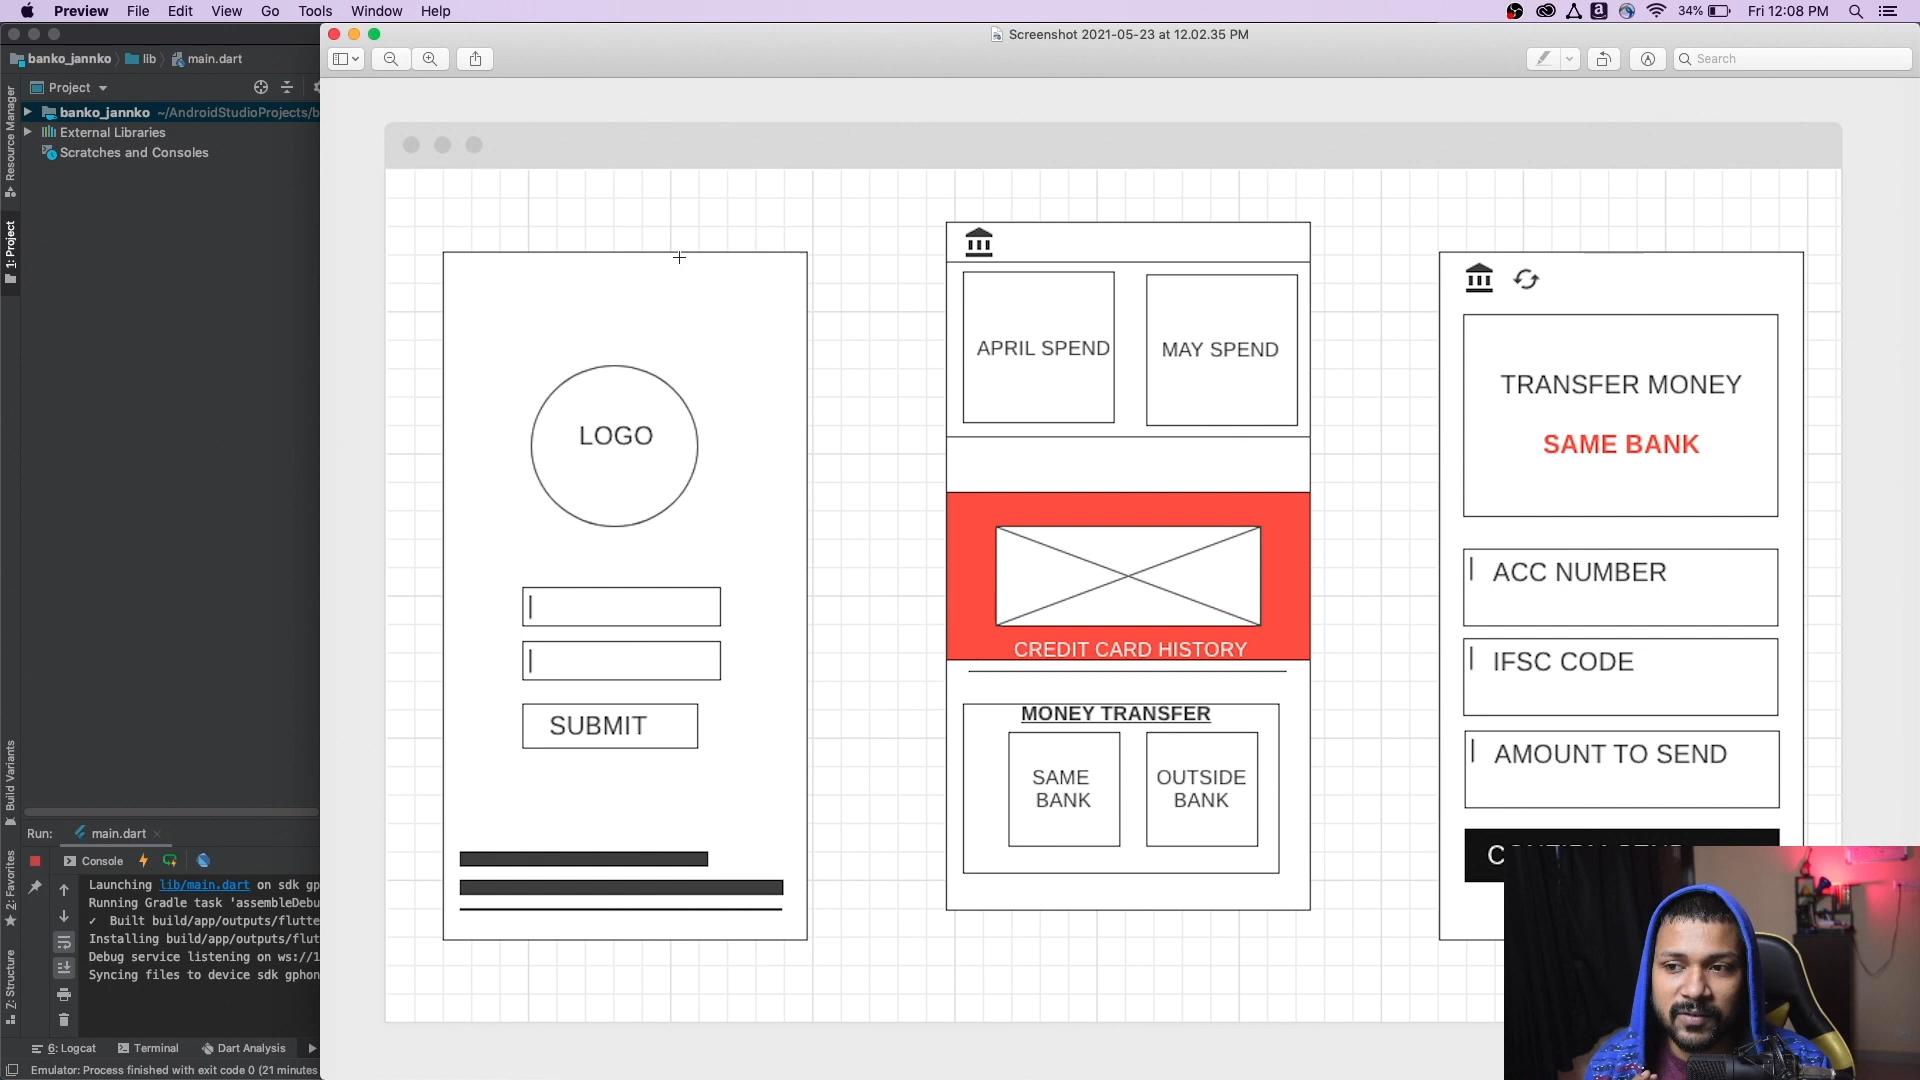 Preview File Edit View Go Tools Window Help
34% Fri 12:08 PM
Screenshot 2021-05-23 at 12.02.35 PM
Search
banko_jannko lib main.dart
Project
banko_jannko ~/AndroidStudioProjects/b
External Libraries
Scratches and Consoles
Resource Manager
1: Project
Build Variants
2: Favorites
7: Structure
LOGO
SUBMIT
APRIL SPEND
MAY SPEND
CREDIT CARD HISTORY
MONEY TRANSFER
SAME BANK
OUTSIDE BANK
TRANSFER MONEY
SAME BANK
ACC NUMBER
IFSC CODE
AMOUNT TO SEND
Run: main.dart
Console
Launching lib/main.dart on sdk gp
Running Gradle task 'assembleDebu
✓ Built build/app/outputs/flutte
Installing build/app/outputs/flut
Debug service listening on ws://1
Syncing files to device sdk gphon
6: Logcat Terminal Dart Analysis
Emulator: Process finished with exit code 0 (21 minutes